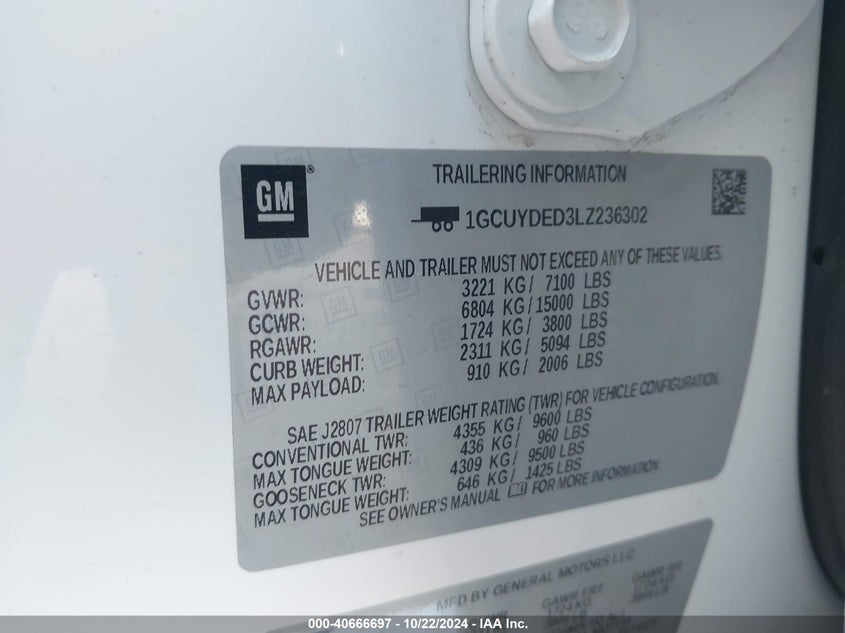 GM
TRAILERING INFORMATION
1GCUYDED3LZ236302
VEHICLE AND TRAILER MUST NOT EXCEED ANY OF THESE VALUES.
GVWR: 3221 KG/ 7100 LBS
GCWR: 6804 KG/15000 LBS
RGAWR: 1724 KG/ 3800 LBS
CURB WEIGHT: 2311 KG/ 5094 LBS
MAX PAYLOAD: 910 KG/ 2006 LBS
SAE J2807 TRAILER WEIGHT RATING (TWR) FOR VEHICLE CONFIGURATION.
CONVENTIONAL TWR: 4355 KG/ 9600 LBS
MAX TONGUE WEIGHT: 436 KG/ 960 LBS
GOOSENECK TWR: 4309 KG/ 9500 LBS
MAX TONGUE WEIGHT: 646 KG/ 1425 LBS
SEE OWNER'S MANUAL FOR MORE INFORMATION
MFD BY GENERAL MOTORS LLC
GAWR FRT GAWR RR
000-40666697 - 10/22/2024 - IAA Inc.